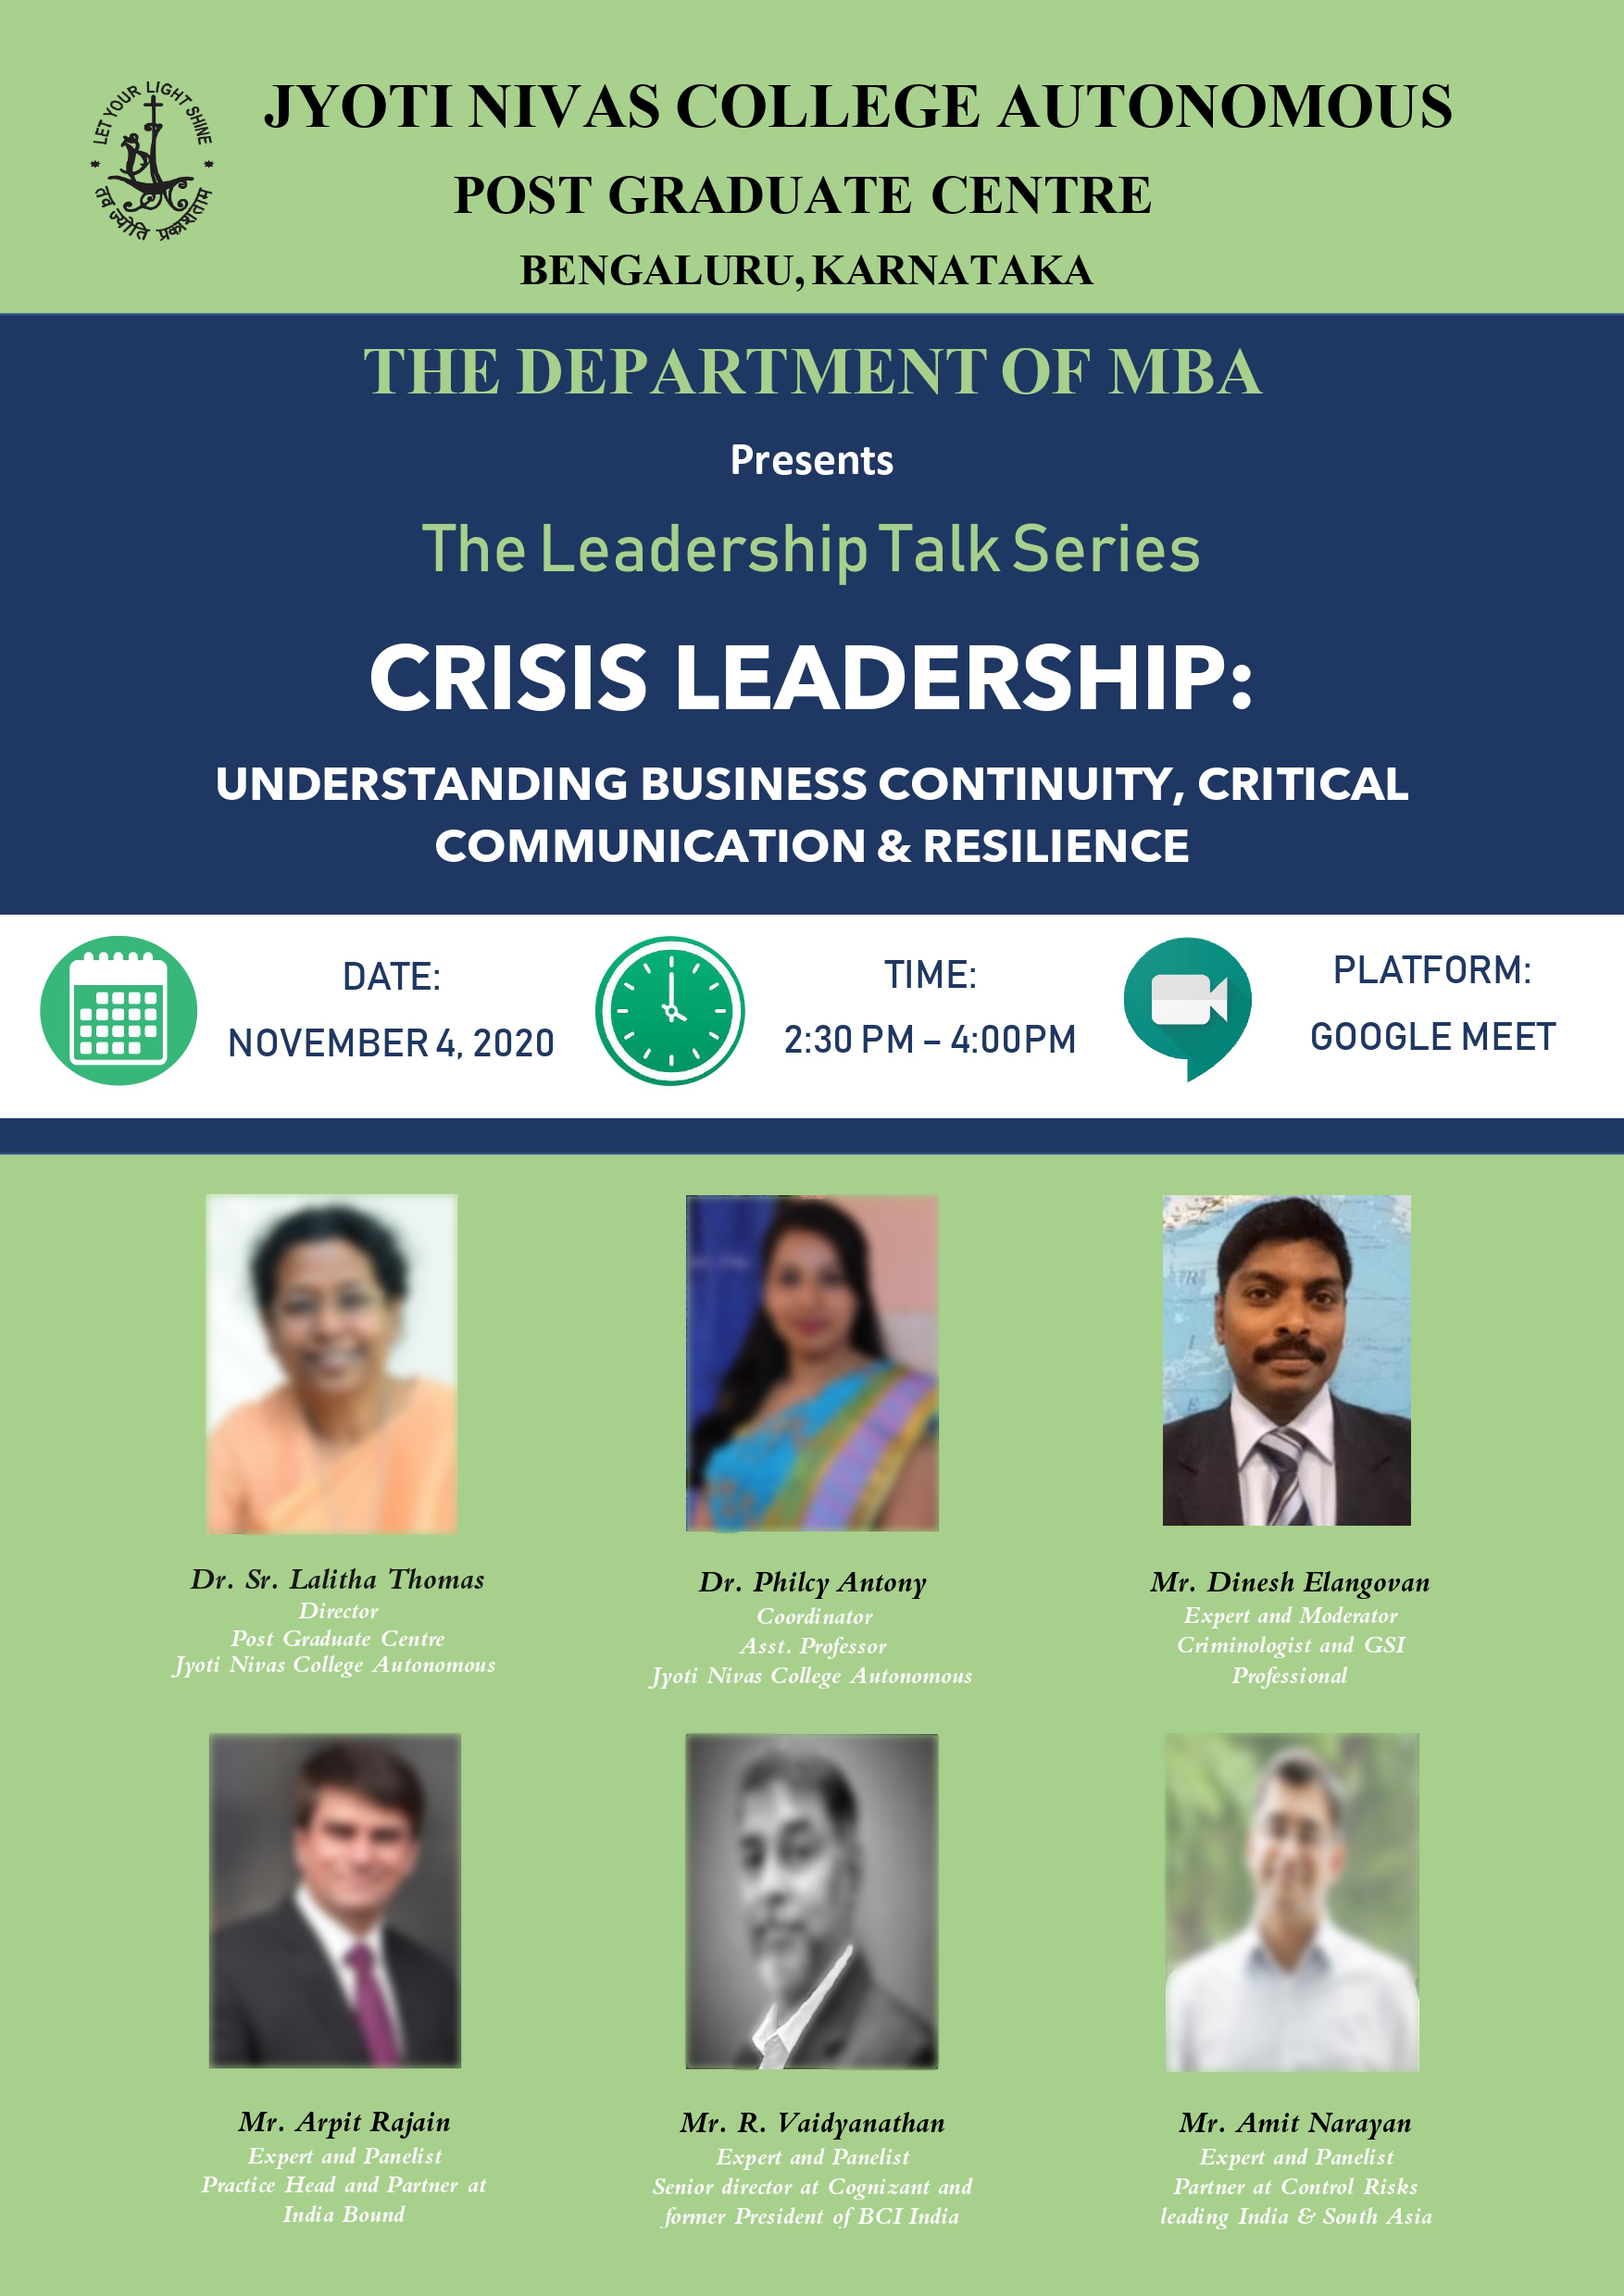 LET YOUR LIGHT SHINE
तव ज्योति प्रकाशताम
JYOTI NIVAS COLLEGE AUTONOMOUS
POST GRADUATE CENTRE
BENGALURU, KARNATAKA
THE DEPARTMENT OF MBA
Presents
The Leadership Talk Series
CRISIS LEADERSHIP:
UNDERSTANDING BUSINESS CONTINUITY, CRITICAL
COMMUNICATION & RESILIENCE
DATE:
NOVEMBER 4, 2020
TIME:
2:30 PM – 4:00PM
PLATFORM:
GOOGLE MEET
Dr. Sr. Lalitha Thomas
Director
Post Graduate Centre
Jyoti Nivas College Autonomous
Dr. Philcy Antony
Coordinator
Asst. Professor
Jyoti Nivas College Autonomous
Mr. Dinesh Elangovan
Expert and Moderator
Criminologist and GSI
Professional
Mr. Arpit Rajain
Expert and Panelist
Practice Head and Partner at
India Bound
Mr. R. Vaidyanathan
Expert and Panelist
Senior director at Cognizant and
former President of BCI India
Mr. Amit Narayan
Expert and Panelist
Partner at Control Risks
leading India & South Asia